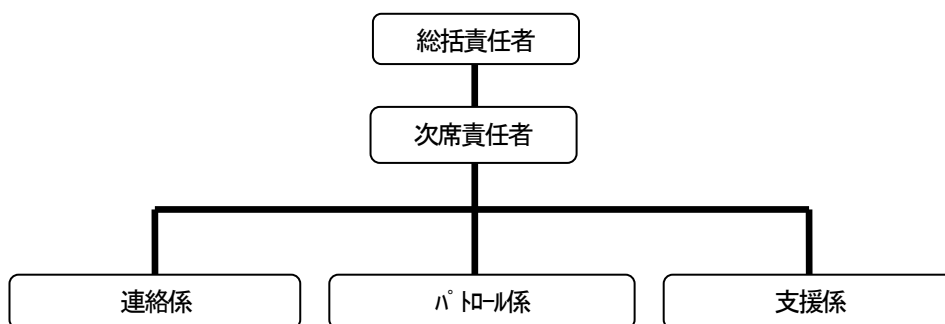 総括責任者
次席責任者
連絡係
ﾊﾟﾄﾛｰﾙ係
支援係